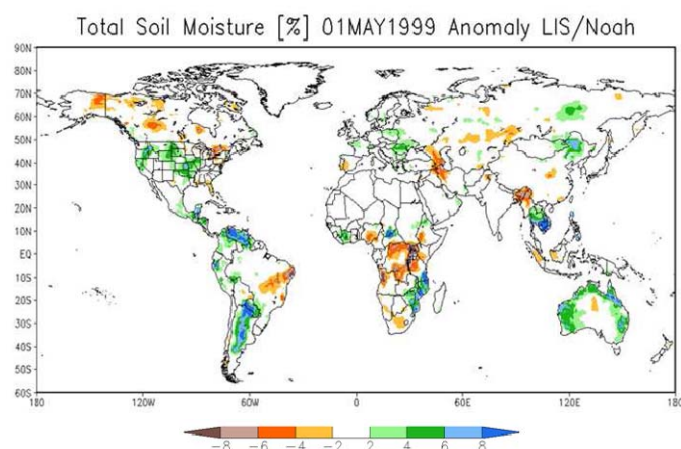 Total Soil Moisture [%] 01MAY1999 Anomaly LIS/Noah
90N
80N
70N
60N
50N
40N
30N
20N
10N
EQ
10S
20S
30S
40S
50S
60S
180 120W 60W 0 60E 120E 180
-8 -6 -4 -2 2 4 6 8